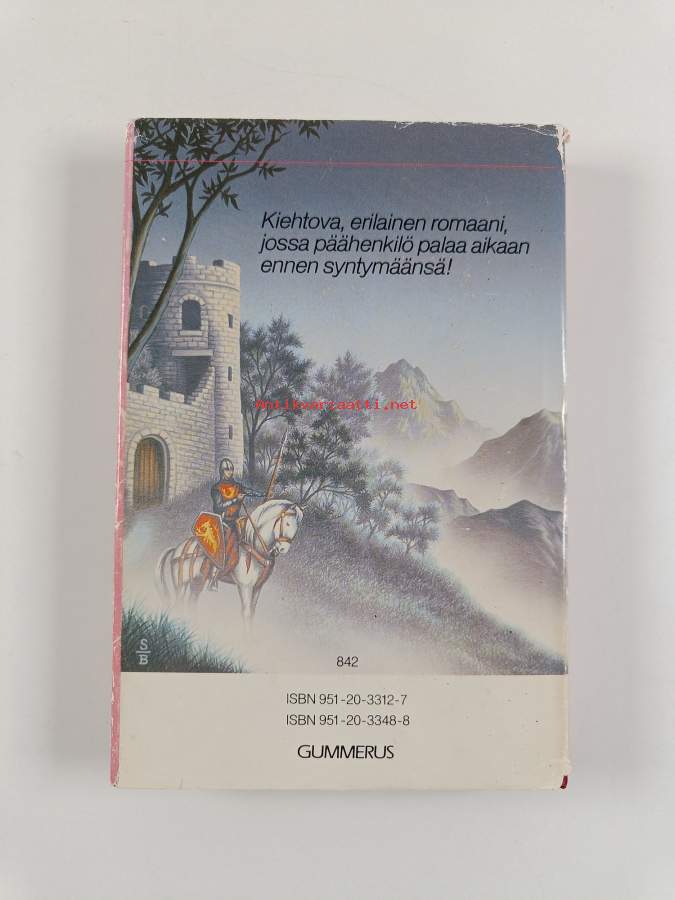 Kiehtova, erilainen romaani,
jossa päähenkilö palaa aikaan
ennen syntymäänsä!
Antikvariaatti.net
S
B
842
ISBN 951-20-3312-7
ISBN 951-20-3348-8
GUMMERUS